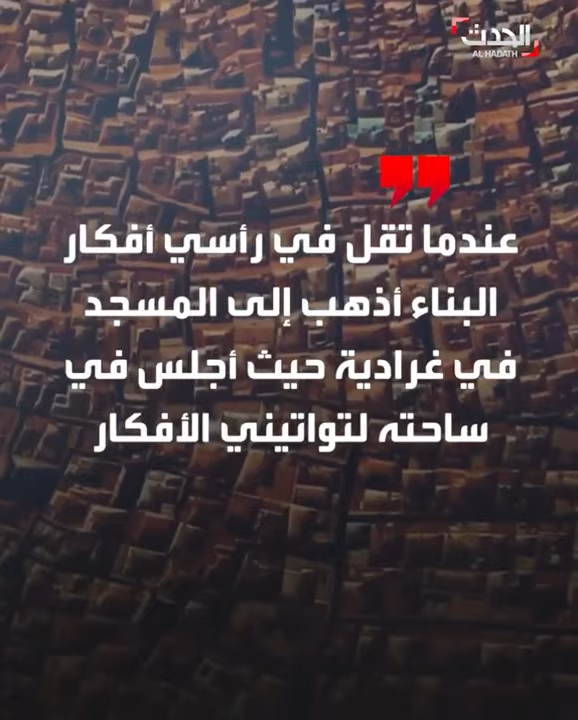 الحدث
AL HADATH
عندما تقل في رأسي أفكار
البناء أذهب إلى المسجد
في غرادية حيث أجلس في
ساحته لتواتيني الأفكار